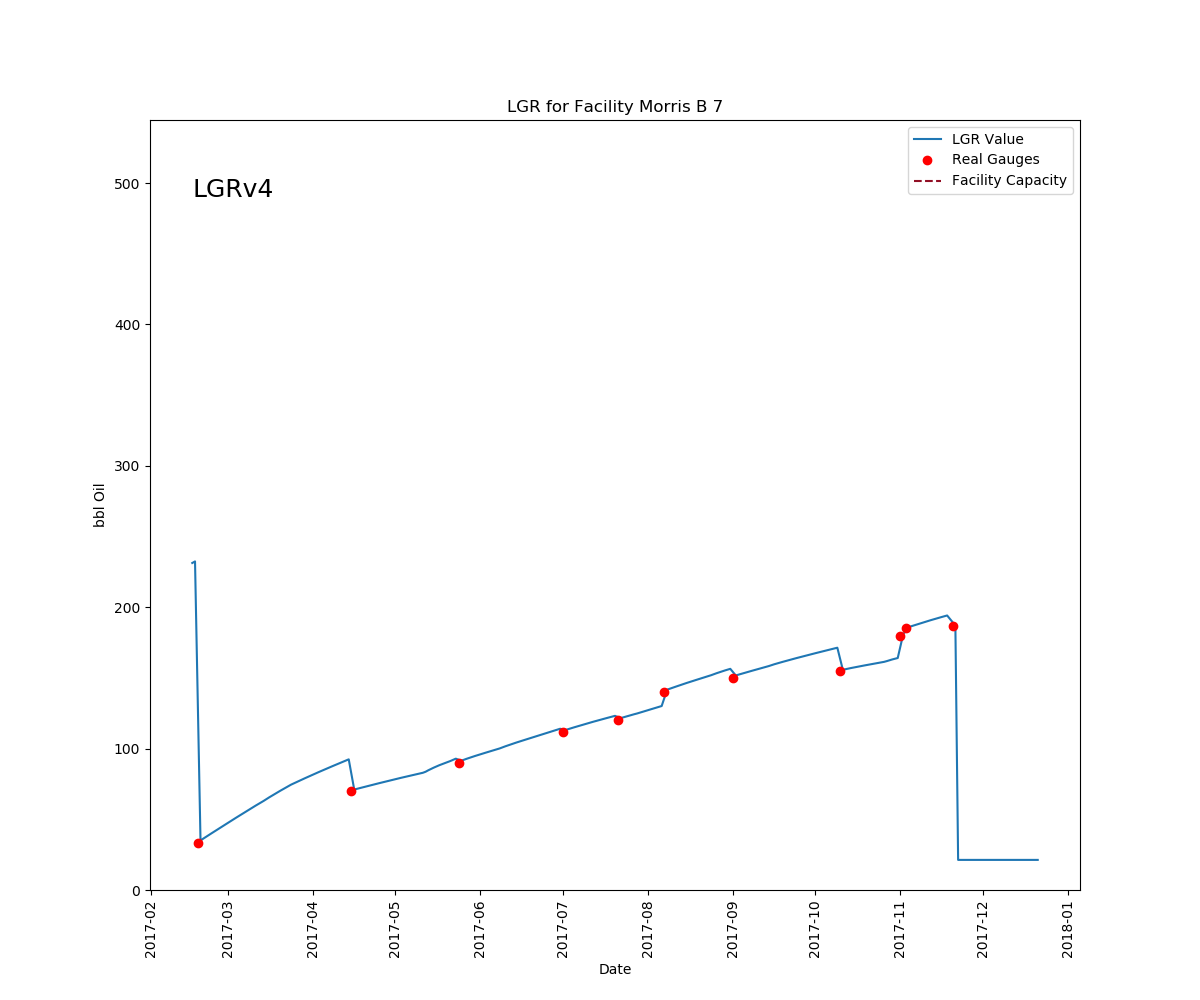 LGR for Facility Morris B 7
LGRv4
LGR Value
Real Gauges
Facility Capacity
bbl Oil
500
400
300
200
100
0
2017-02
2017-03
2017-04
2017-05
2017-06
2017-07
2017-08
2017-09
2017-10
2017-11
2017-12
2018-01
Date